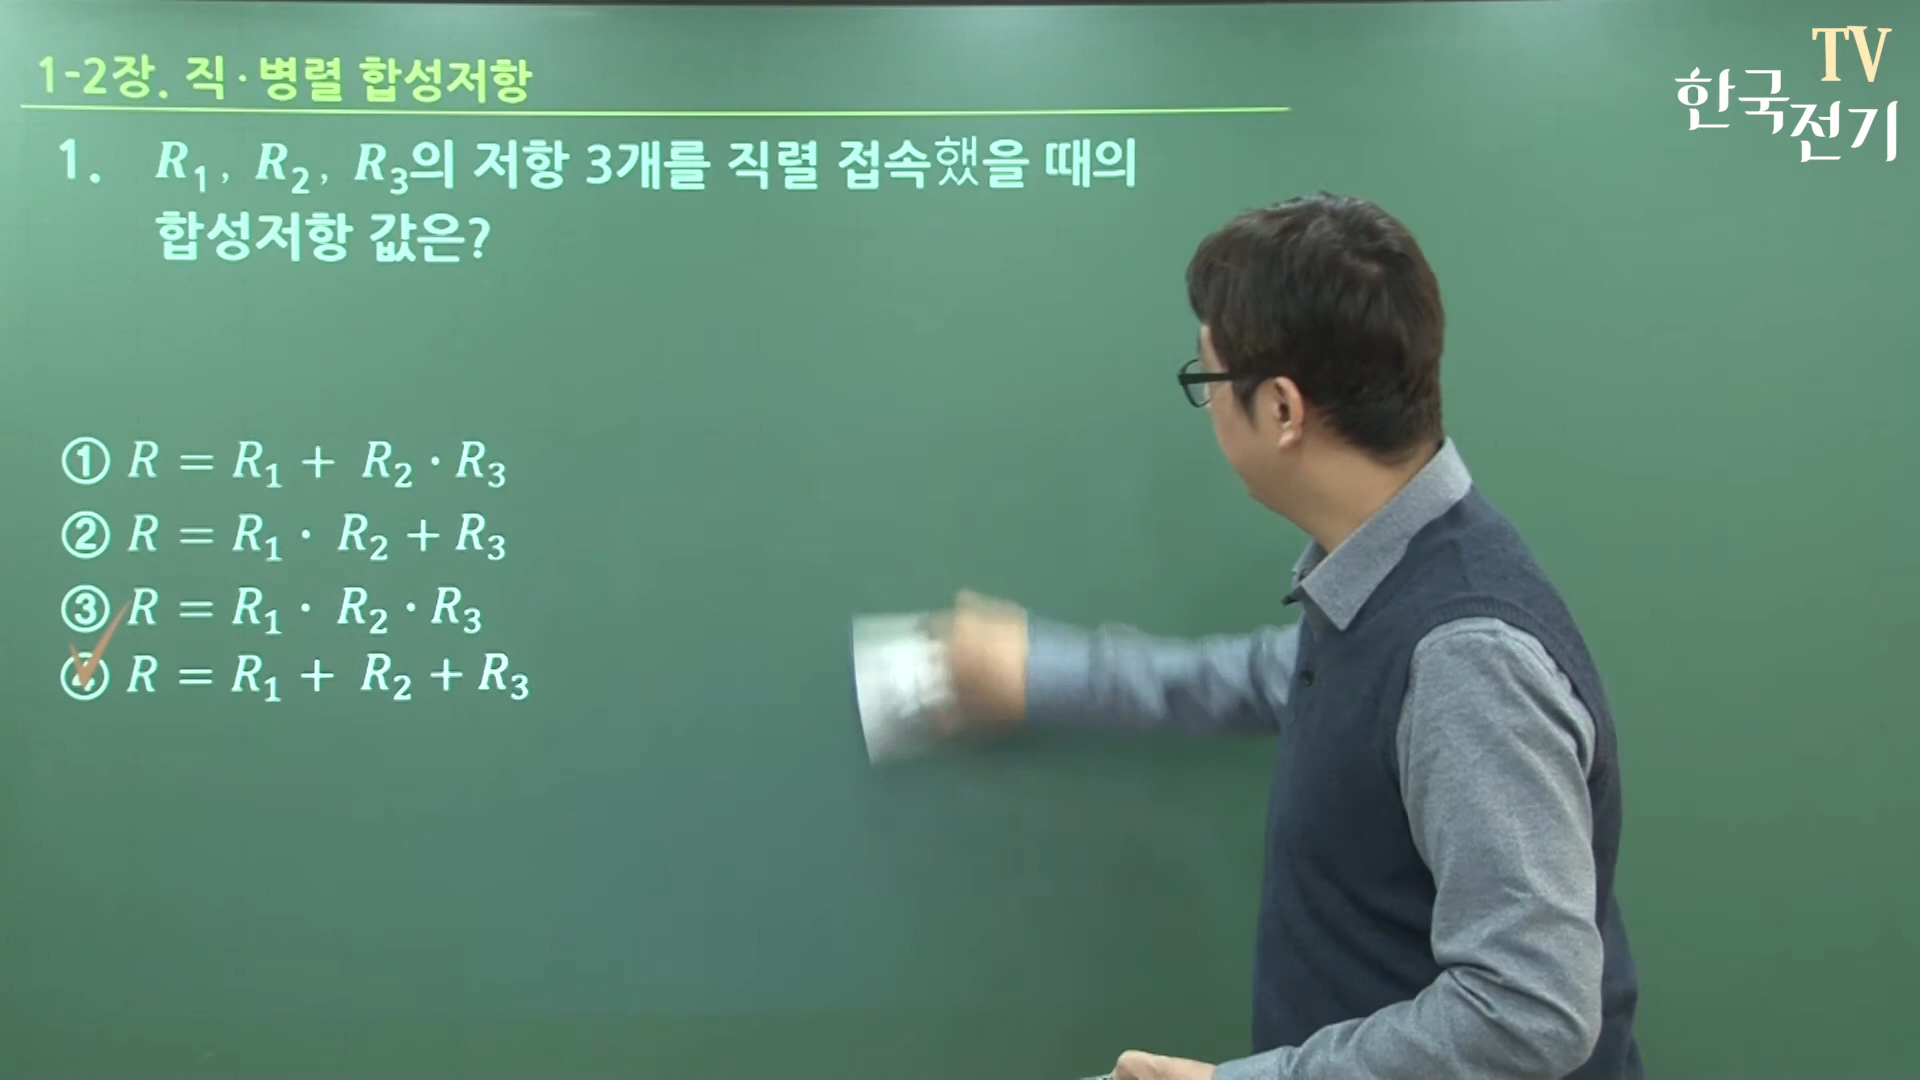 1-2장. 직·병렬 합성저항
TV
한국전기
1. R₁, R₂, R₃의 저항 3개를 직렬 접속했을 때의
합성저항 값은?
① R = R₁ + R₂ · R₃
② R = R₁ · R₂ + R₃
③ R = R₁ · R₂ · R₃
④ R = R₁ + R₂ + R₃